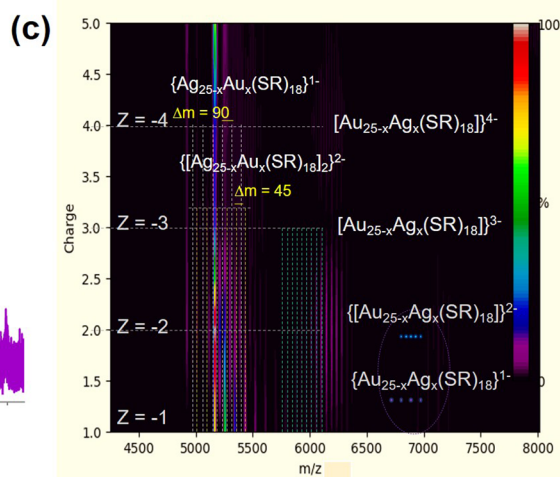 (c)
5.0
4.5
4.0
3.5
3.0
2.5
2.0
1.5
1.0
Charge
{Ag25-xAux(SR)18}1-
Δm = 90
Z = -4
[Au25-xAgx(SR)18]}4-
{[Ag25-xAux(SR)18]2}2-
Δm = 45
Z = -3
[Au25-xAgx(SR)18]}3-
{[Au25-xAgx(SR)18]}2-
Z = -2
{Au25-xAgx(SR)18}1-
Z = -1
4500 5000 5500 6000 6500 7000 7500 8000
m/z
100
%
0